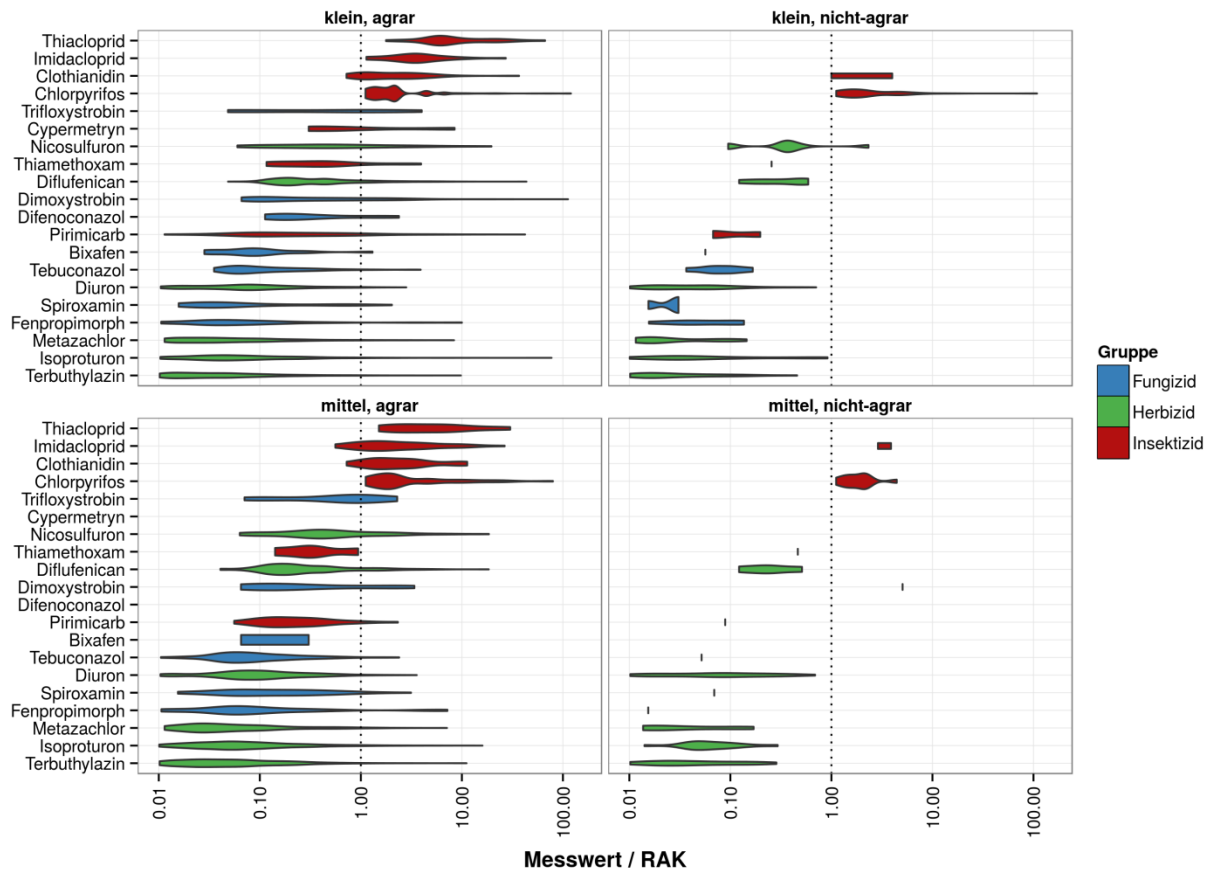 klein, agrar
klein, nicht-agrar
Thiacloprid
Imidacloprid
Clothianidin
Chlorpyrifos
Trifloxystrobin
Cypermetryn
Nicosulfuron
Thiamethoxam
Diflufenican
Dimoxystrobin
Difenoconazol
Pirimicarb
Bixafen
Tebuconazol
Diuron
Spiroxamin
Fenpropimorph
Metazachlor
Isoproturon
Terbuthylazin
mittel, agrar
mittel, nicht-agrar
Thiacloprid
Imidacloprid
Clothianidin
Chlorpyrifos
Trifloxystrobin
Cypermetryn
Nicosulfuron
Thiamethoxam
Diflufenican
Dimoxystrobin
Difenoconazol
Pirimicarb
Bixafen
Tebuconazol
Diuron
Spiroxamin
Fenpropimorph
Metazachlor
Isoproturon
Terbuthylazin
0.01 0.10 1.00 10.00 100.00
0.01 0.10 1.00 10.00 100.00
Messwert / RAK
Gruppe
Fungizid
Herbizid
Insektizid